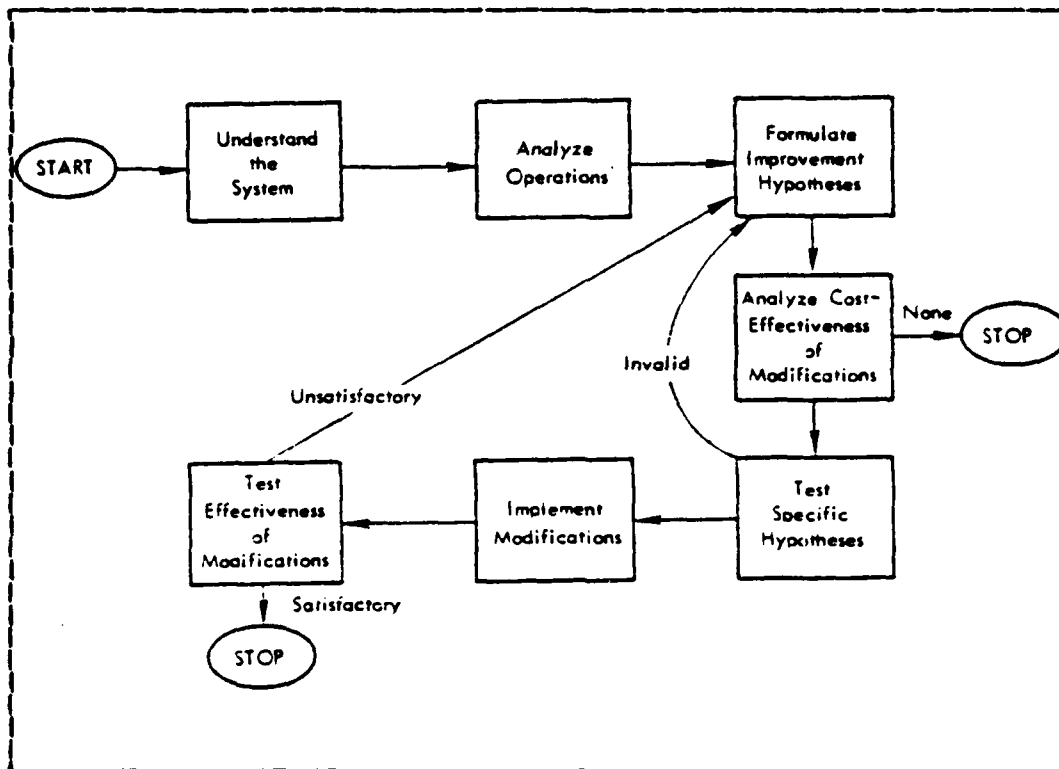 START
Understand
the
System
Analyze
Operations
Formulate
Improvement
Hypotheses
Analyze Cost-
Effectiveness
of
Modifications
None
STOP
Invalid
Unsatisfactory
Test
Effectiveness
of
Modifications
Implement
Modifications
Test
Specific
Hypotheses
Satisfactory
STOP